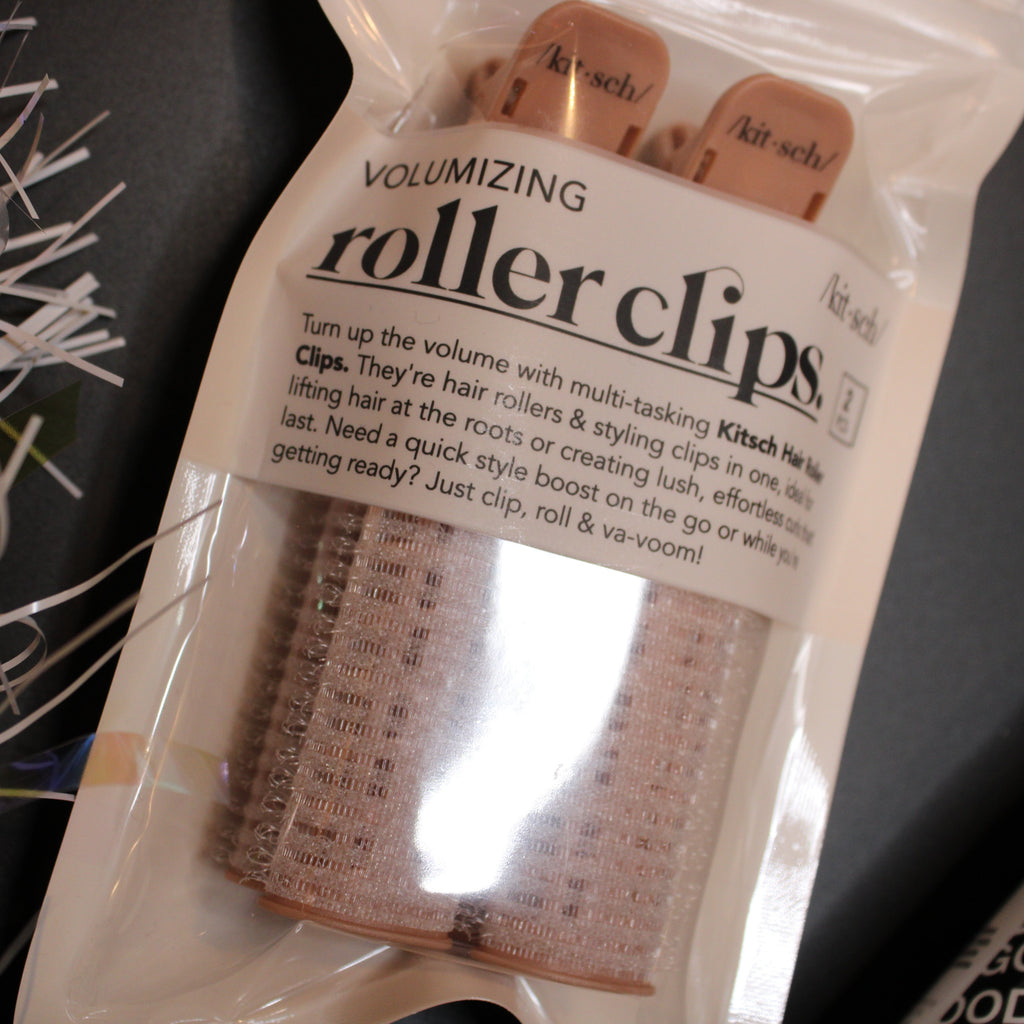 /kit·sch/
/kit·sch/
VOLUMIZING
roller clips.
/kit·sch/
2
Turn up the volume with multi-tasking Kitsch Hair Roller
Clips. They're hair rollers & styling clips in one, ideal for
lifting hair at the roots or creating lush, effortless curls that
last. Need a quick style boost on the go or while you're
getting ready? Just clip, roll & va-voom!